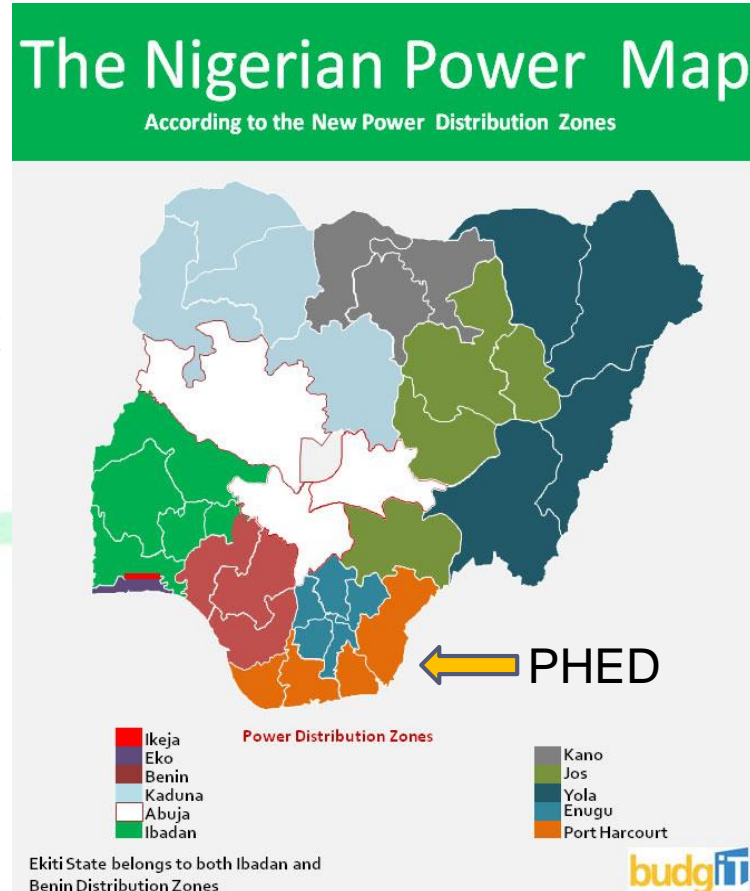 The Nigerian Power Map
According to the New Power Distribution Zones
PHED
Power Distribution Zones
Ikeja
Eko
Benin
Kaduna
Abuja
Ibadan
Kano
Jos
Yola
Enugu
Port Harcourt
Ekiti State belongs to both Ibadan and
Benin Distribution Zones
budgiT